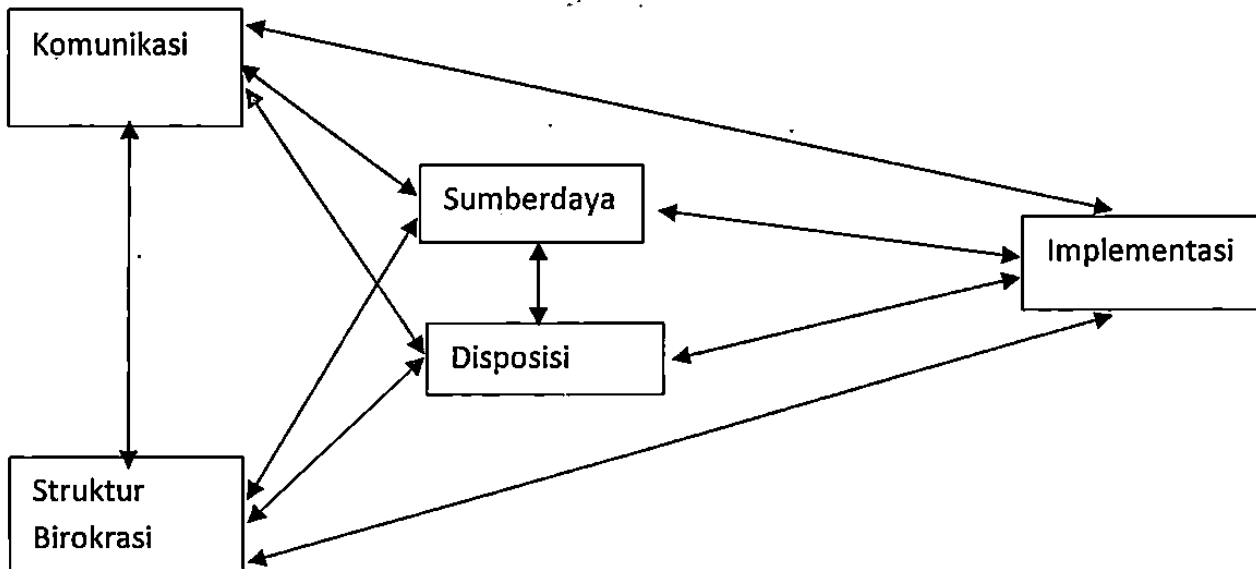 Komunikasi
Sumberdaya
Implementasi
Disposisi
Struktur
Birokrasi